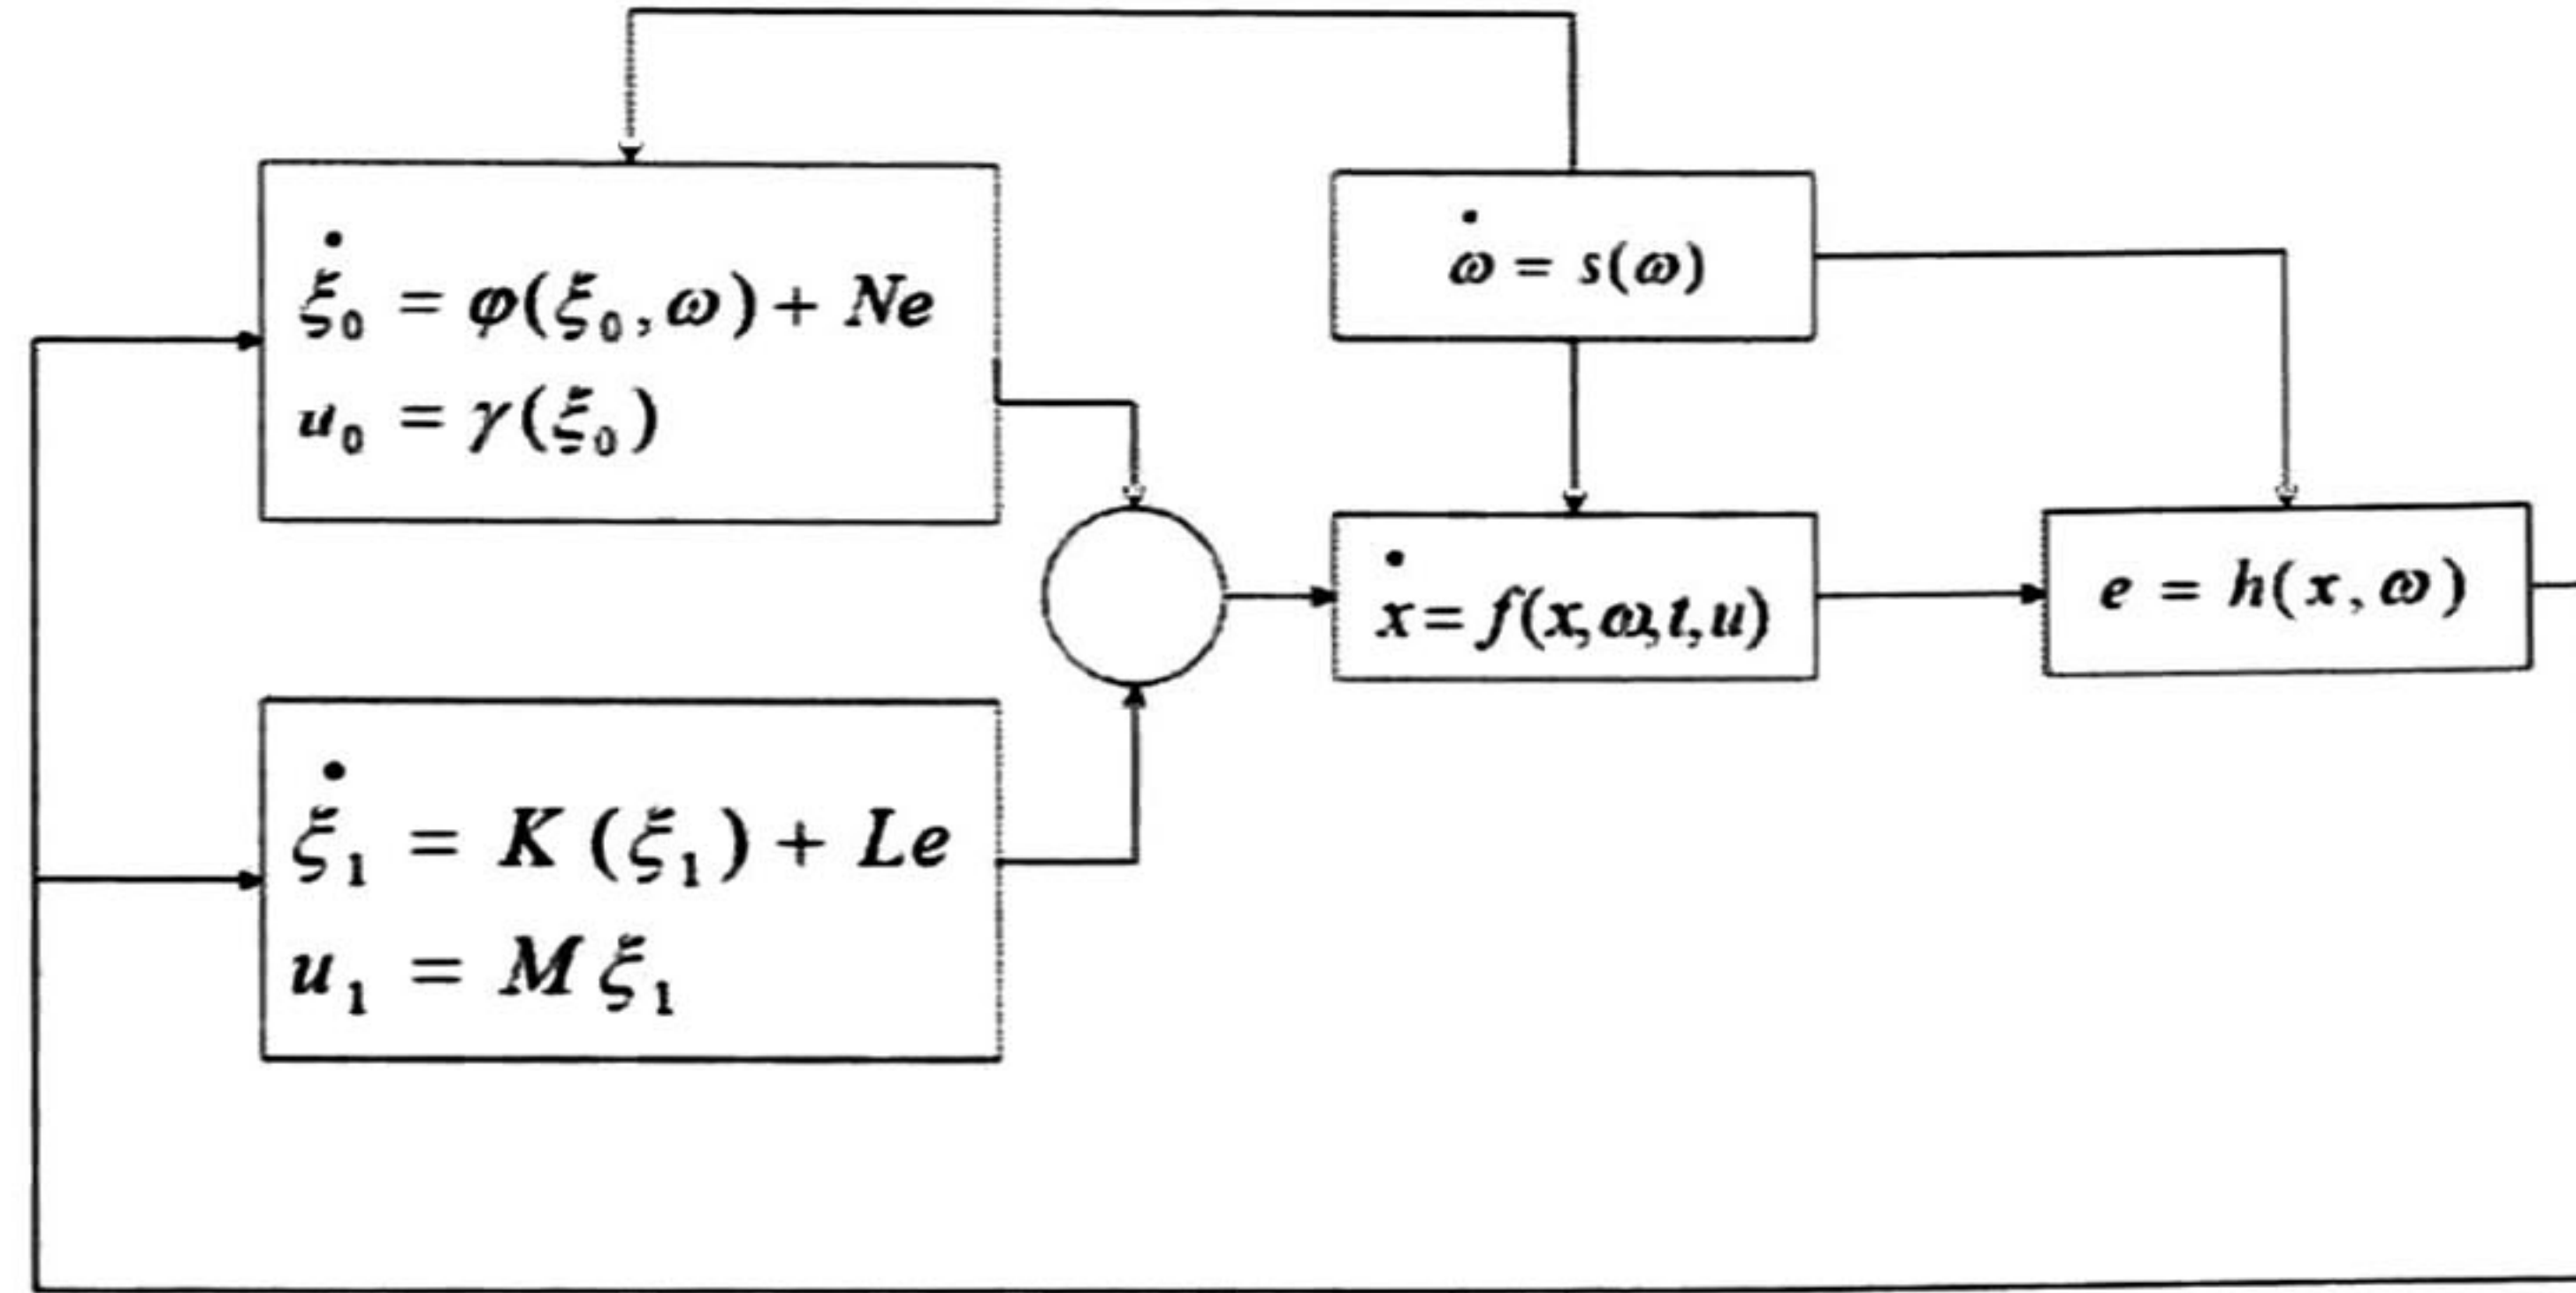 ξ̇₀ = φ(ξ₀, ω) + Ne
u₀ = γ(ξ₀)
ω̇ = s(ω)
ẋ = f(x, ω, t, u)
e = h(x, ω)
ξ̇₁ = K(ξ₁) + Le
u₁ = Mξ₁